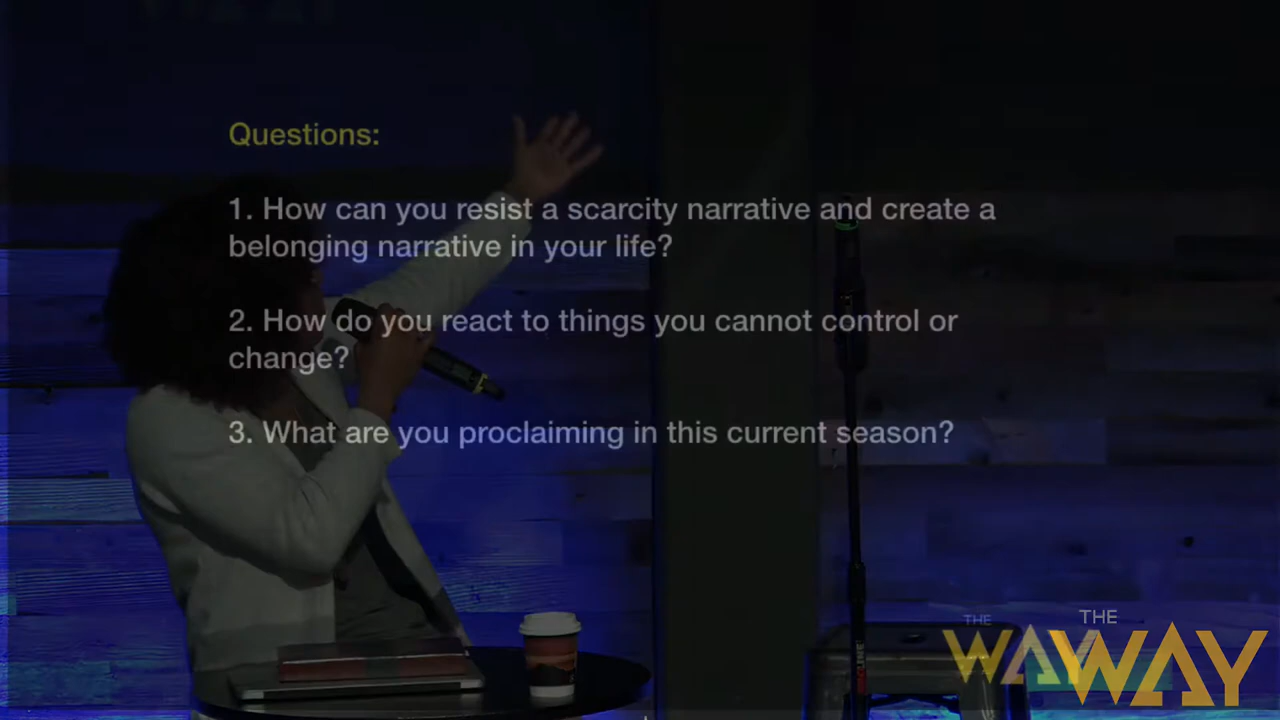 Questions:
1. How can you resist a scarcity narrative and create a
belonging narrative in your life?
2. How do you react to things you cannot control or
change?
3. What are you proclaiming in this current season?
THE
WAY
THE
WAY